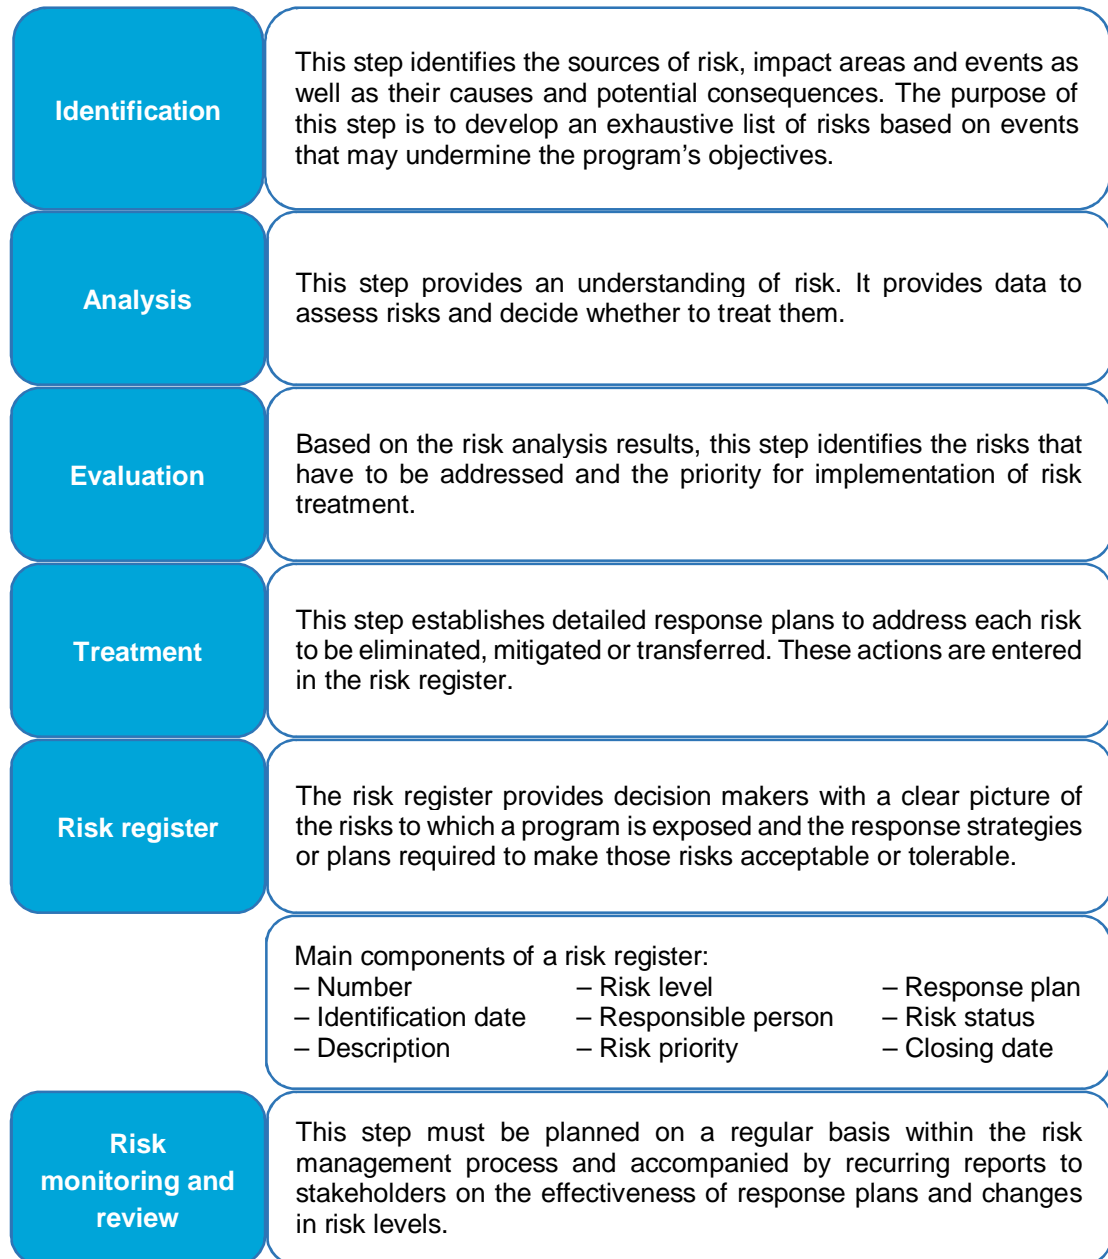 Identification
This step identifies the sources of risk, impact areas and events as
well as their causes and potential consequences. The purpose of
this step is to develop an exhaustive list of risks based on events
that may undermine the program’s objectives.
Analysis
This step provides an understanding of risk. It provides data to
assess risks and decide whether to treat them.
Evaluation
Based on the risk analysis results, this step identifies the risks that
have to be addressed and the priority for implementation of risk
treatment.
Treatment
This step establishes detailed response plans to address each risk
to be eliminated, mitigated or transferred. These actions are entered
in the risk register.
Risk register
The risk register provides decision makers with a clear picture of
the risks to which a program is exposed and the response strategies
or plans required to make those risks acceptable or tolerable.
Main components of a risk register:
– Number – Risk level – Response plan
– Identification date – Responsible person – Risk status
– Description – Risk priority – Closing date
Risk
monitoring and
review
This step must be planned on a regular basis within the risk
management process and accompanied by recurring reports to
stakeholders on the effectiveness of response plans and changes
in risk levels.